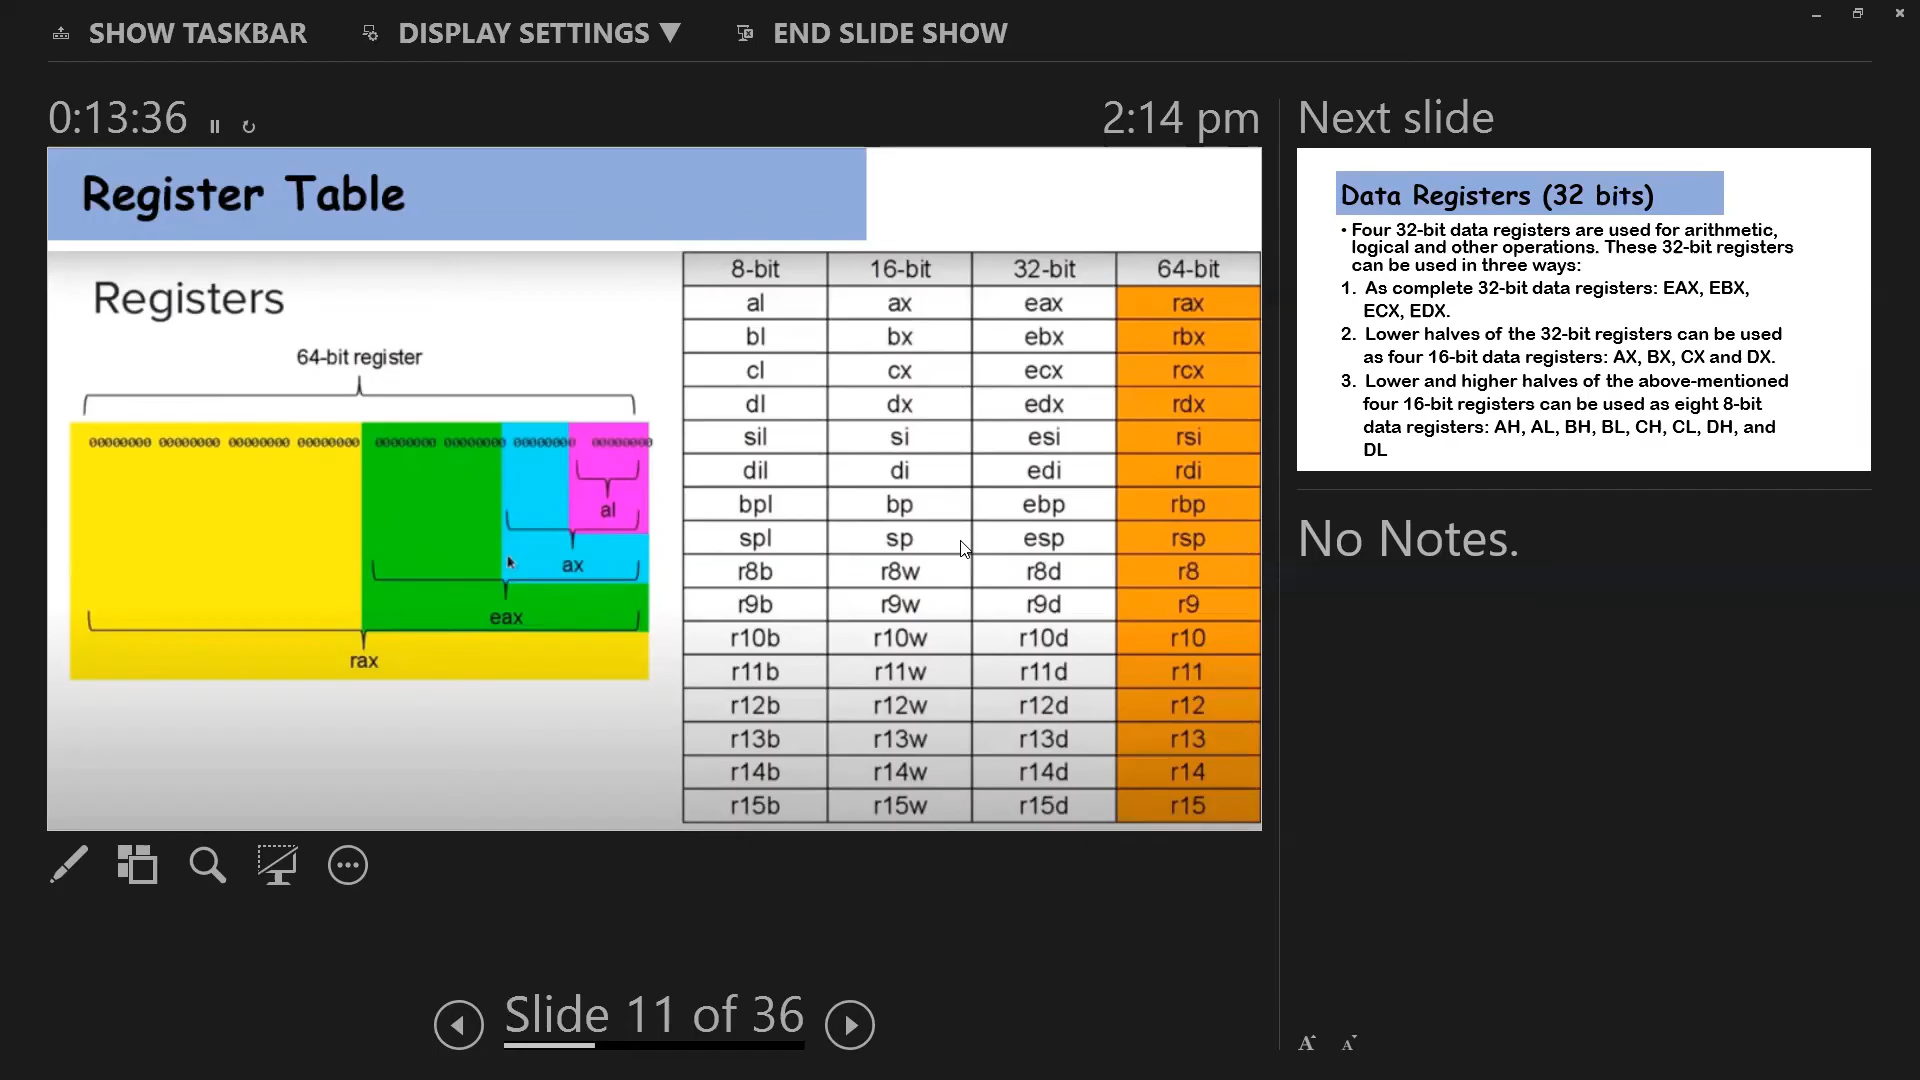 SHOW TASKBAR DISPLAY SETTINGS ▼ END SLIDE SHOW
0:13:36 2:14 pm
Register Table
Registers
64-bit register
00000000 00000000 00000000 00000000 00000000 00000000 00000000 00000000
al
ax
eax
rax
8-bit 16-bit 32-bit 64-bit
al ax eax rax
bl bx ebx rbx
cl cx ecx rcx
dl dx edx rdx
sil si esi rsi
dil di edi rdi
bpl bp ebp rbp
spl sp esp rsp
r8b r8w r8d r8
r9b r9w r9d r9
r10b r10w r10d r10
r11b r11w r11d r11
r12b r12w r12d r12
r13b r13w r13d r13
r14b r14w r14d r14
r15b r15w r15d r15
Slide 11 of 36
Next slide
Data Registers (32 bits)
• Four 32-bit data registers are used for arithmetic,
logical and other operations. These 32-bit registers
can be used in three ways:
1. As complete 32-bit data registers: EAX, EBX,
ECX, EDX.
2. Lower halves of the 32-bit registers can be used
as four 16-bit data registers: AX, BX, CX and DX.
3. Lower and higher halves of the above-mentioned
four 16-bit registers can be used as eight 8-bit
data registers: AH, AL, BH, BL, CH, CL, DH, and
DL
No Notes.
A A